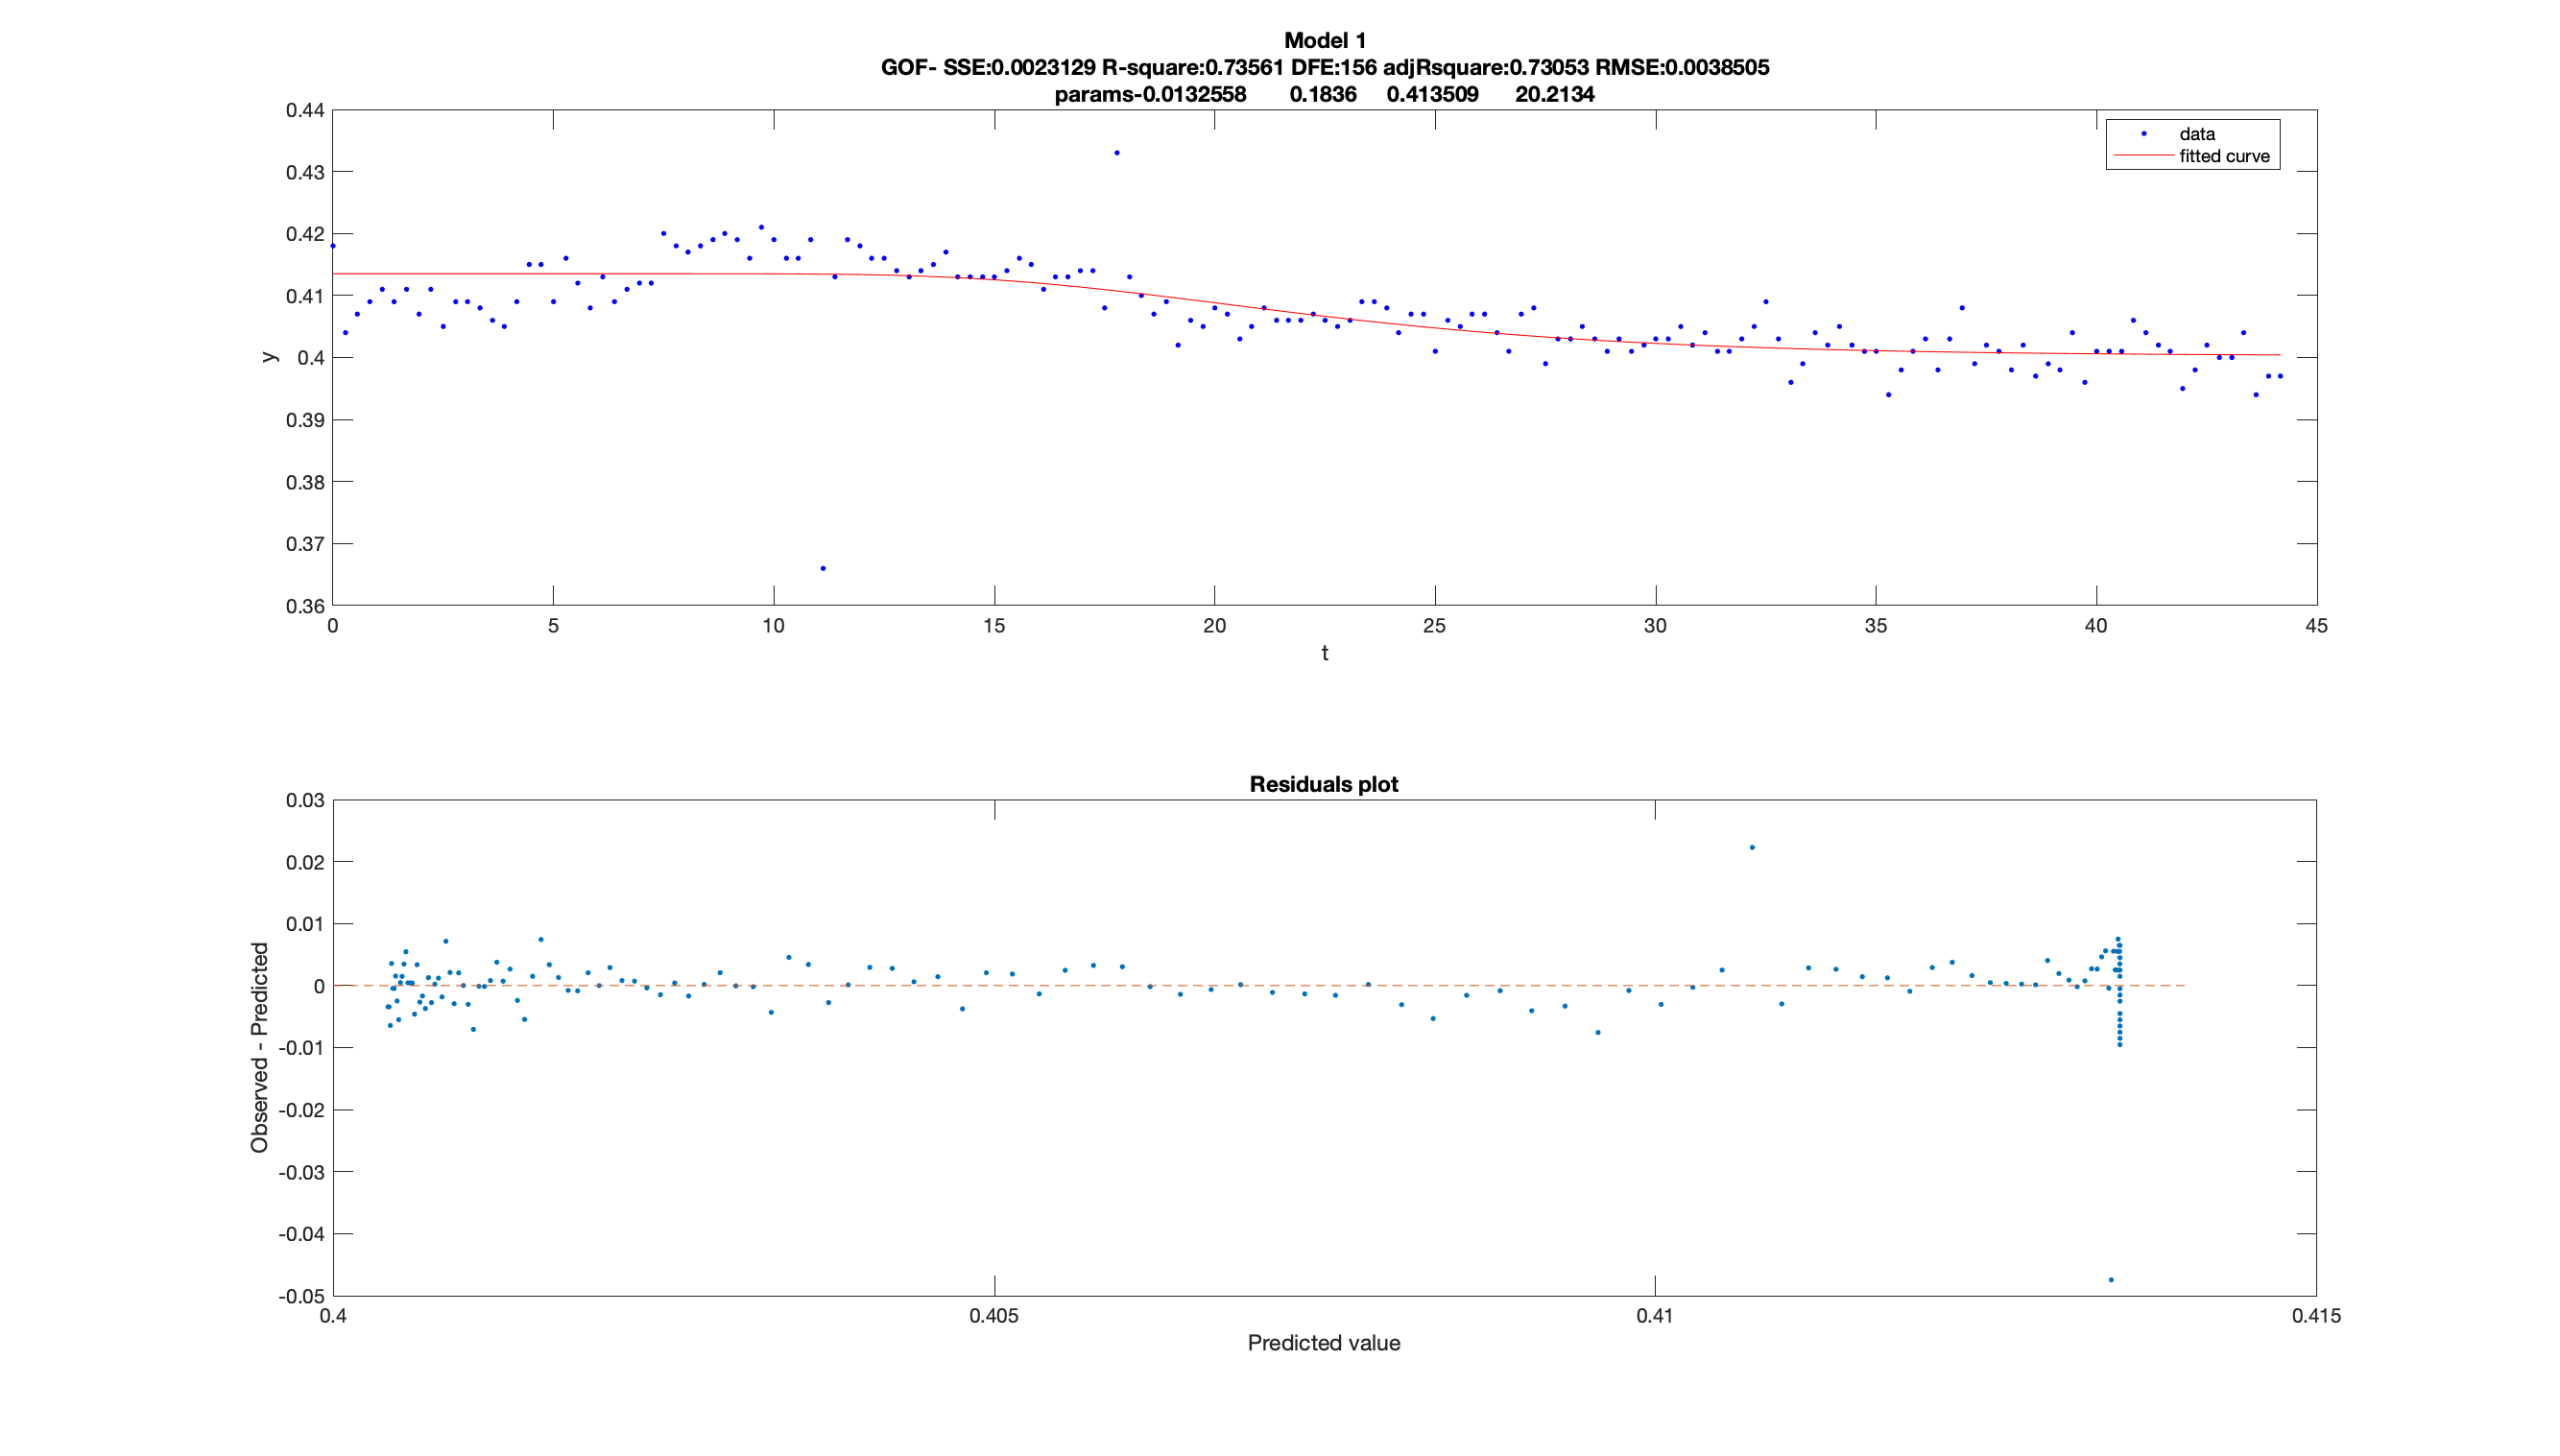 Model 1
GOF- SSE:0.0023129 R-square:0.73561 DFE:156 adjRsquare:0.73053 RMSE:0.0038505
params-0.0132558 0.1836 0.413509 20.2134
0.44
0.43
0.42
0.41
0.4
0.39
0.38
0.37
0.36
y
data
fitted curve
0 5 10 15 20 25 30 35 40 45
t
Residuals plot
0.03
0.02
0.01
0
-0.01
-0.02
-0.03
-0.04
-0.05
Observed - Predicted
0.4 0.405 0.41 0.415
Predicted value